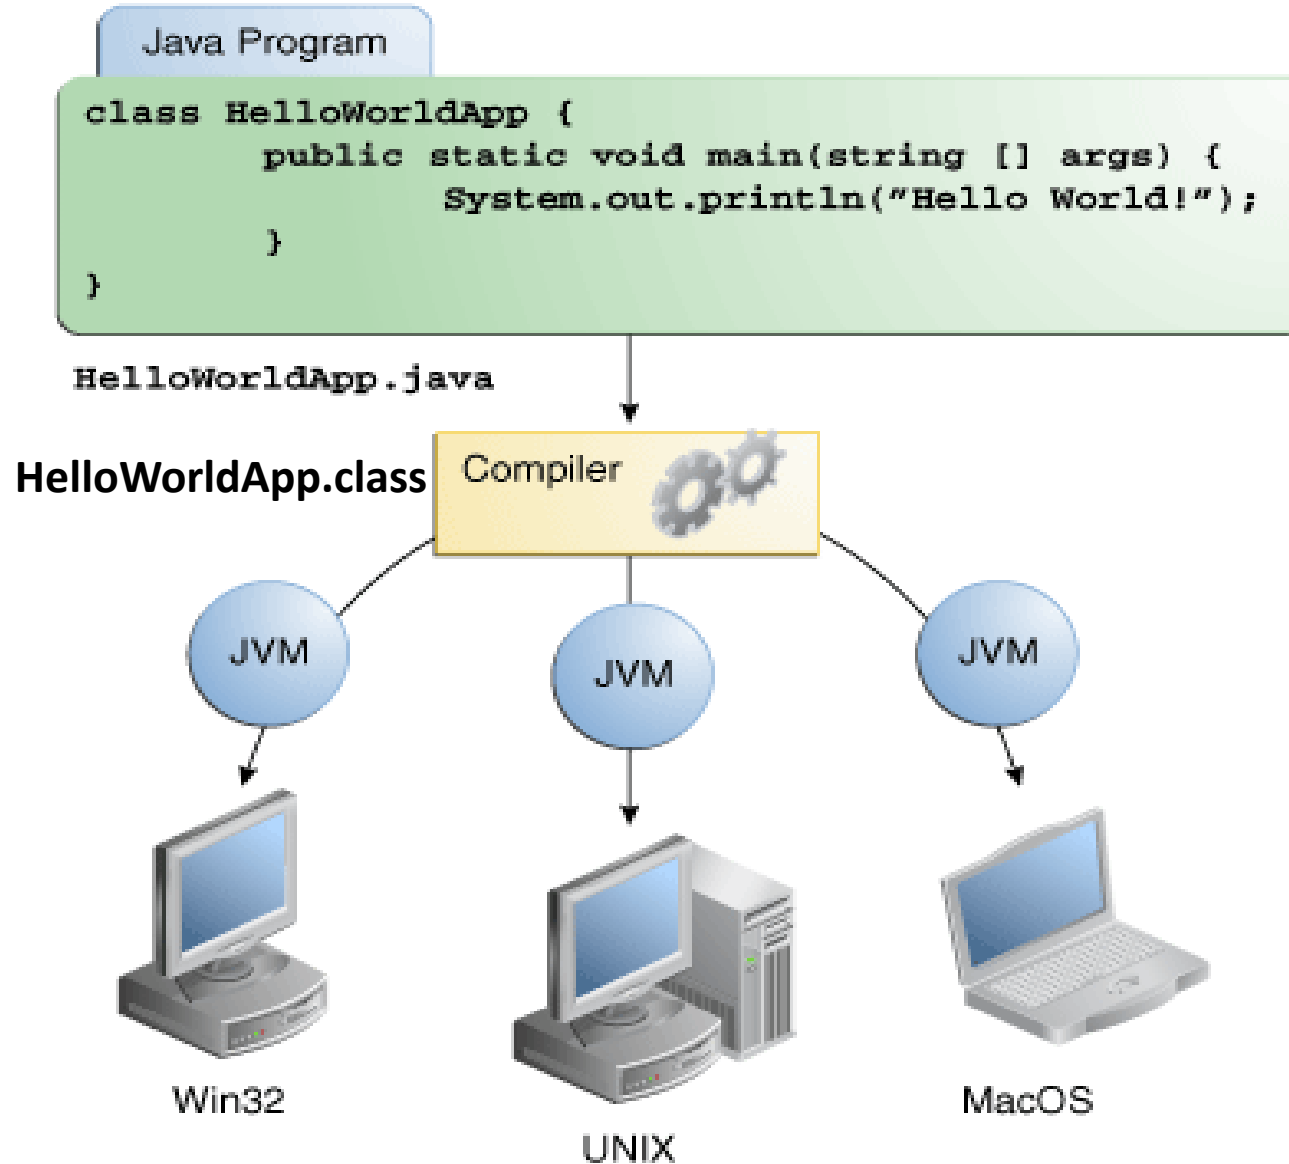 Java Program
class HelloWorldApp {
public static void main(string [] args) {
System.out.println("Hello World!");
}
}
HelloWorldApp.java
HelloWorldApp.class
Compiler
JVM
JVM
JVM
Win32
UNIX
MacOS